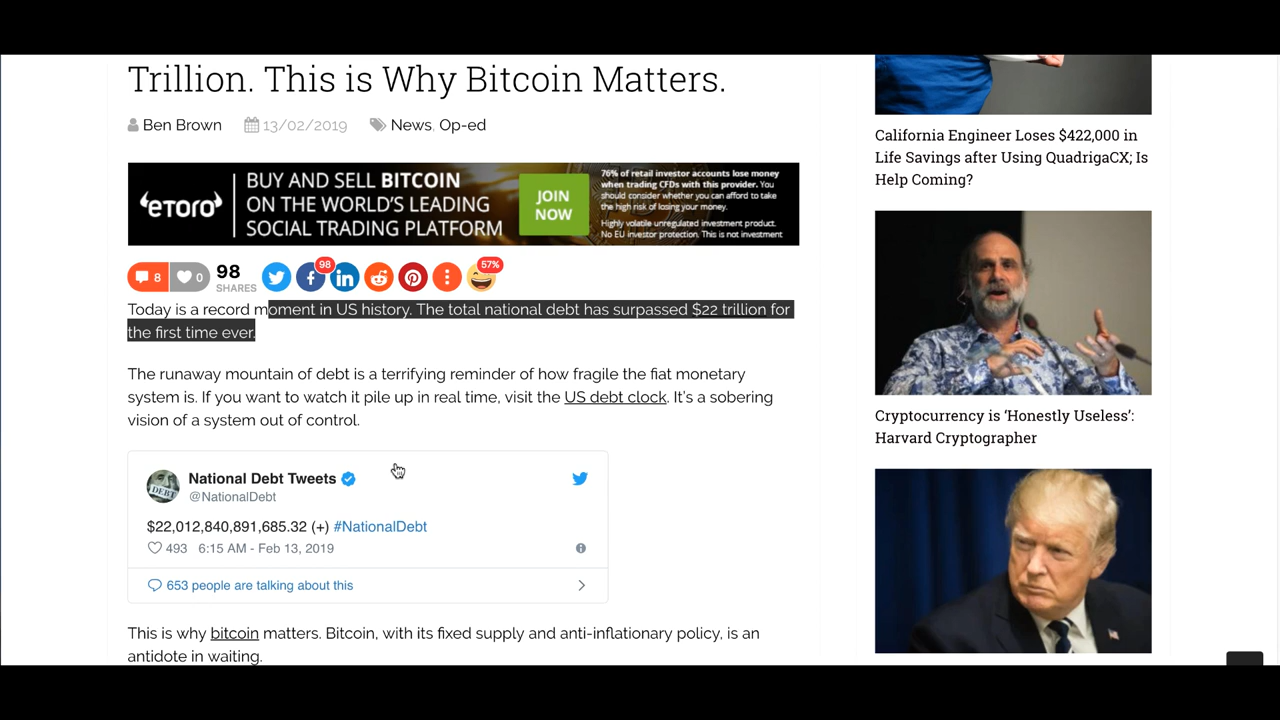 Trillion. This is Why Bitcoin Matters.
Ben Brown 13/02/2019 News, Op-ed
eToro
BUY AND SELL BITCOIN
ON THE WORLD'S LEADING
SOCIAL TRADING PLATFORM
JOIN
NOW
76% of retail investor accounts lose money
when trading CFDs with this provider. You
should consider whether you can afford to take
the high risk of losing your money.
Highly volatile unregulated investment product.
No EU investor protection. This is not investment
8 0 98
SHARES
98
57%
Today is a record moment in US history. The total national debt has surpassed $22 trillion for
the first time ever.
The runaway mountain of debt is a terrifying reminder of how fragile the fiat monetary
system is. If you want to watch it pile up in real time, visit the US debt clock. It's a sobering
vision of a system out of control.
DEBT
National Debt Tweets
@NationalDebt
$22,012,840,891,685.32 (+) #NationalDebt
493 6:15 AM - Feb 13, 2019
653 people are talking about this
This is why bitcoin matters. Bitcoin, with its fixed supply and anti-inflationary policy, is an
antidote in waiting.
California Engineer Loses $422,000 in
Life Savings after Using QuadrigaCX; Is
Help Coming?
Cryptocurrency is 'Honestly Useless':
Harvard Cryptographer